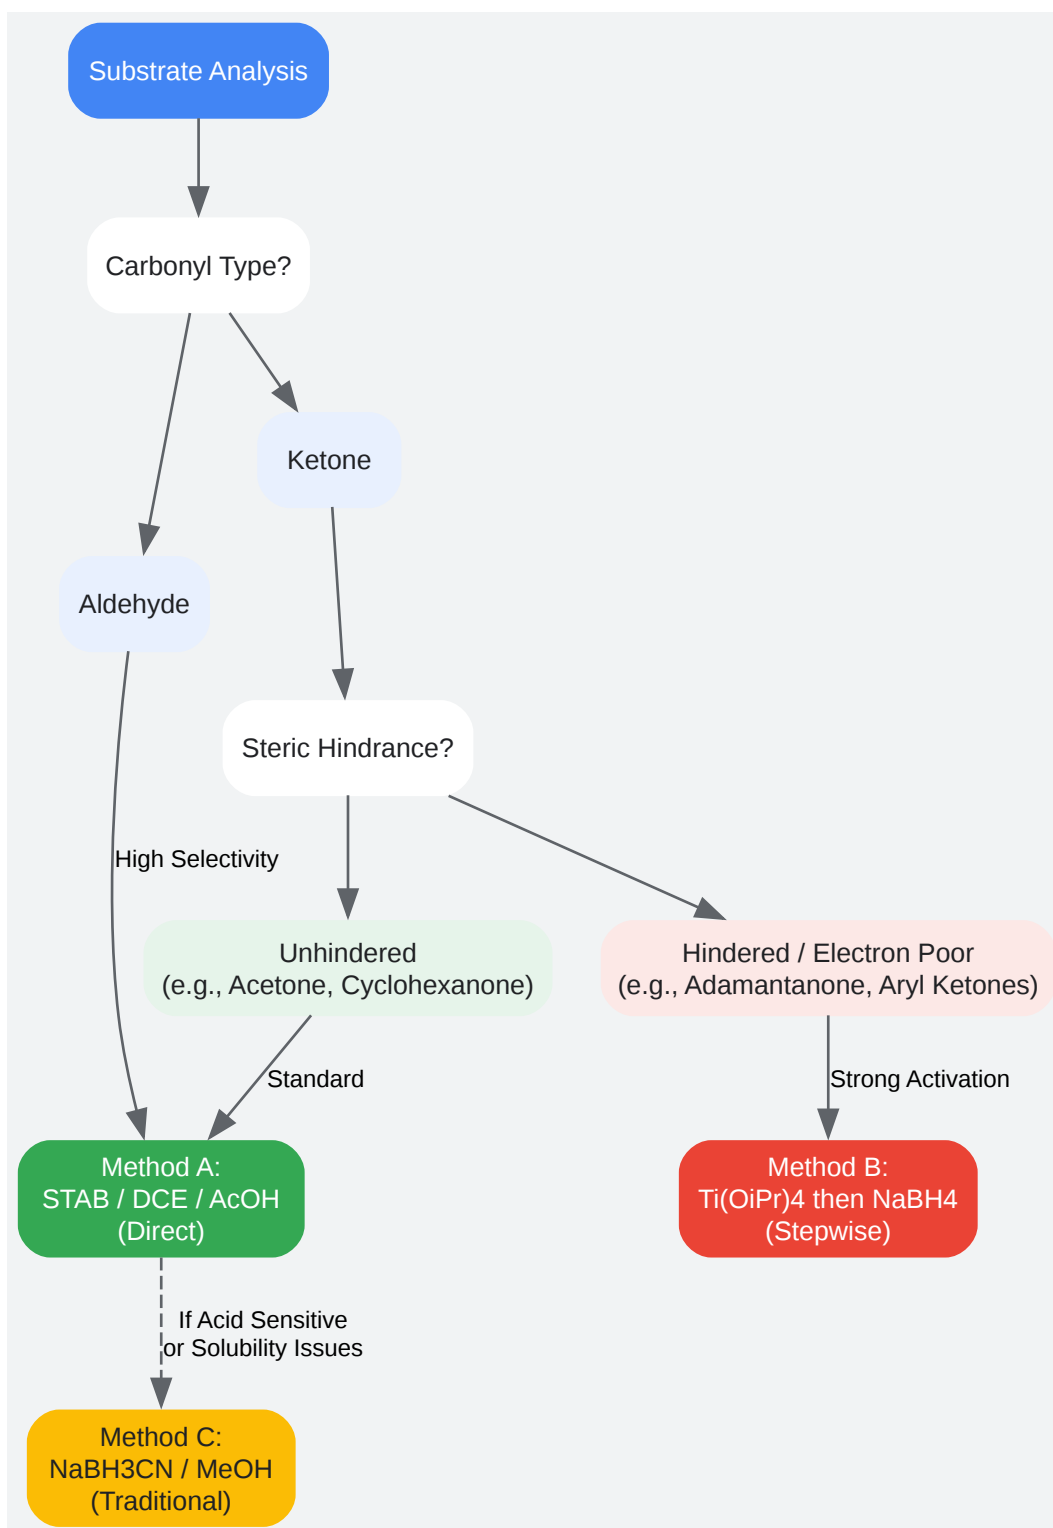 Substrate Analysis
Carbonyl Type?
Ketone
Aldehyde
Steric Hindrance?
High Selectivity
Unhindered
(e.g., Acetone, Cyclohexanone)
Hindered / Electron Poor
(e.g., Adamantanone, Aryl Ketones)
Standard
Strong Activation
Method A:
STAB / DCE / AcOH
(Direct)
Method B:
Ti(OiPr)4 then NaBH4
(Stepwise)
If Acid Sensitive
or Solubility Issues
Method C:
NaBH3CN / MeOH
(Traditional)